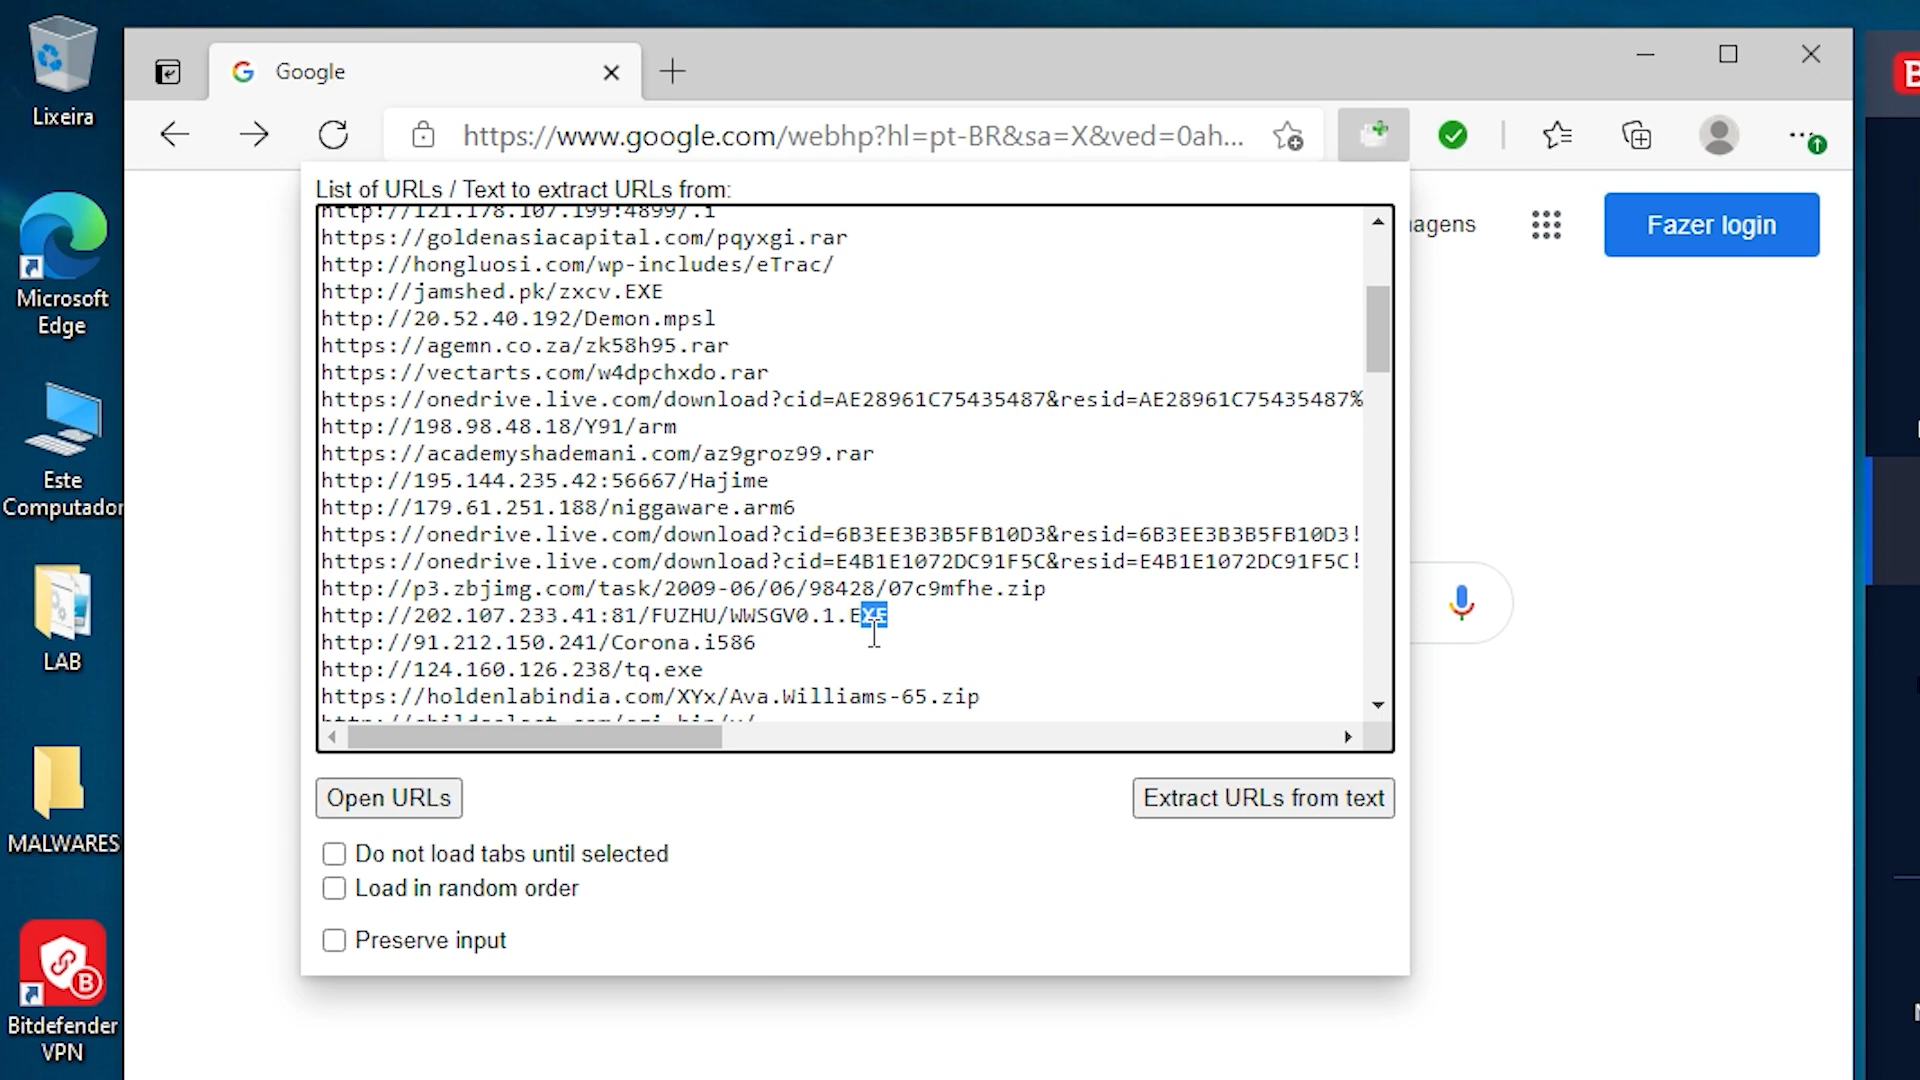 Lixeira
Google
https://www.google.com/webhp?hl=pt-BR&sa=X&ved=0ah...
List of URLs / Text to extract URLs from:
http://121.178.107.199:4899/.i
https://goldenasiacapital.com/pqyxgi.rar
agens
Fazer login
http://hongluosi.com/wp-includes/eTrac/
http://jamshed.pk/zxcv.EXE
Microsoft
Edge
http://20.52.40.192/Demon.mpsl
https://agemn.co.za/zk58h95.rar
https://vectarts.com/w4dpchxdo.rar
https://onedrive.live.com/download?cid=AE28961C75435487&resid=AE28961C75435487%
http://198.98.48.18/Y91/arm
https://academyshademani.com/az9groz99.rar
http://195.144.235.42:56667/Hajime
Este
Computador
http://179.61.251.188/niggaware.arm6
https://onedrive.live.com/download?cid=6B3EE3B3B5FB10D3&resid=6B3EE3B3B5FB10D3!
https://onedrive.live.com/download?cid=E4B1E1072DC91F5C&resid=E4B1E1072DC91F5C!
http://p3.zbjimg.com/task/2009-06/06/98428/07c9mfhe.zip
http://202.107.233.41:81/FUZHU/WWSGV0.1.EXE
http://91.212.150.241/Corona.i586
http://124.160.126.238/tq.exe
https://holdenlabindia.com/XYx/Ava.Williams-65.zip
LAB
Open URLs
Extract URLs from text
MALWARES
Do not load tabs until selected
Load in random order
Preserve input
Bitdefender
VPN